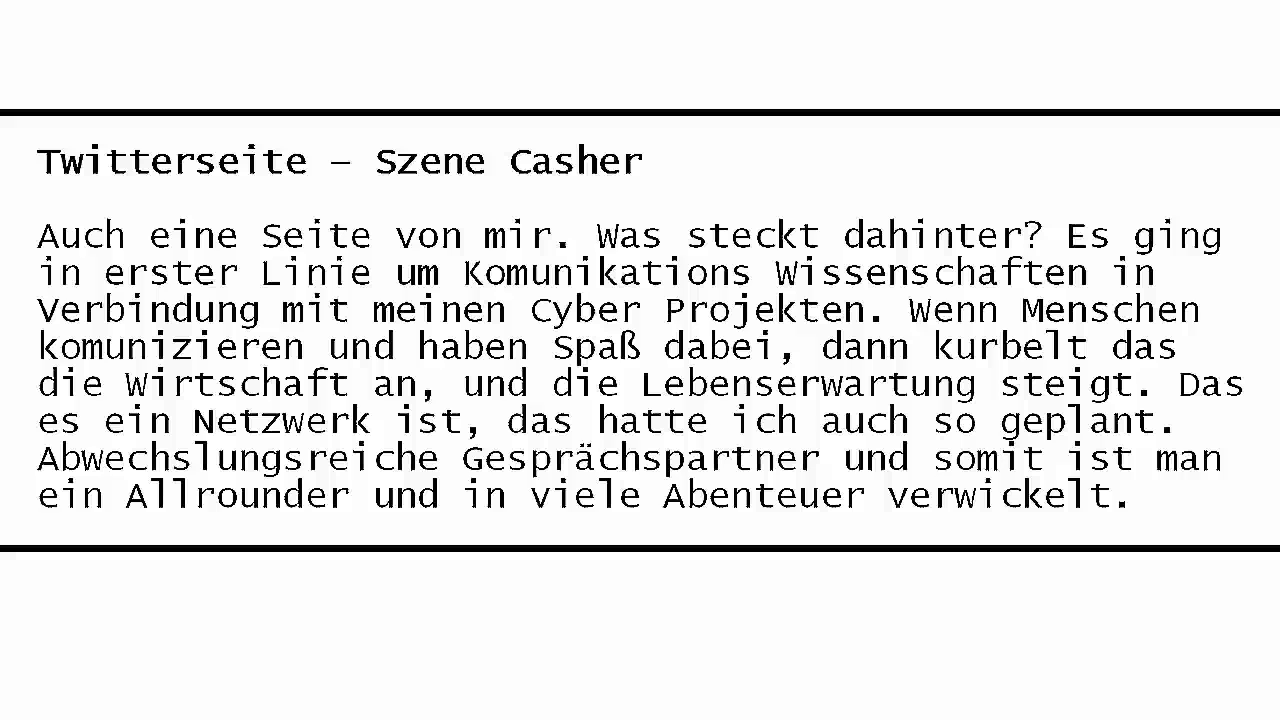 Twitterseite – Szene Casher
Auch eine Seite von mir. Was steckt dahinter? Es ging
in erster Linie um Komunikations Wissenschaften in
Verbindung mit meinen Cyber Projekten. Wenn Menschen
komunizieren und haben Spaß dabei, dann kurbelt das
die Wirtschaft an, und die Lebenserwartung steigt. Das
es ein Netzwerk ist, das hatte ich auch so geplant.
Abwechslungsreiche Gesprächspartner und somit ist man
ein Allrounder und in viele Abenteuer verwickelt.